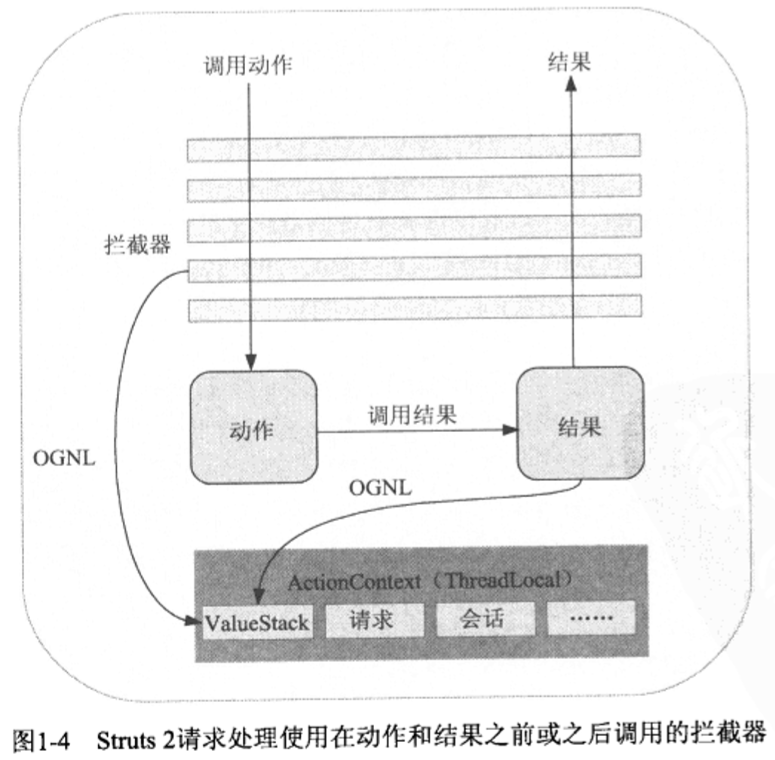 调用动作
结果
拦截器
动作
调用结果
结果
OGNL
OGNL
ActionContext（ThreadLocal）
ValueStack
请求
会话
……
图1-4 Struts 2请求处理使用在动作和结果之前或之后调用的拦截器